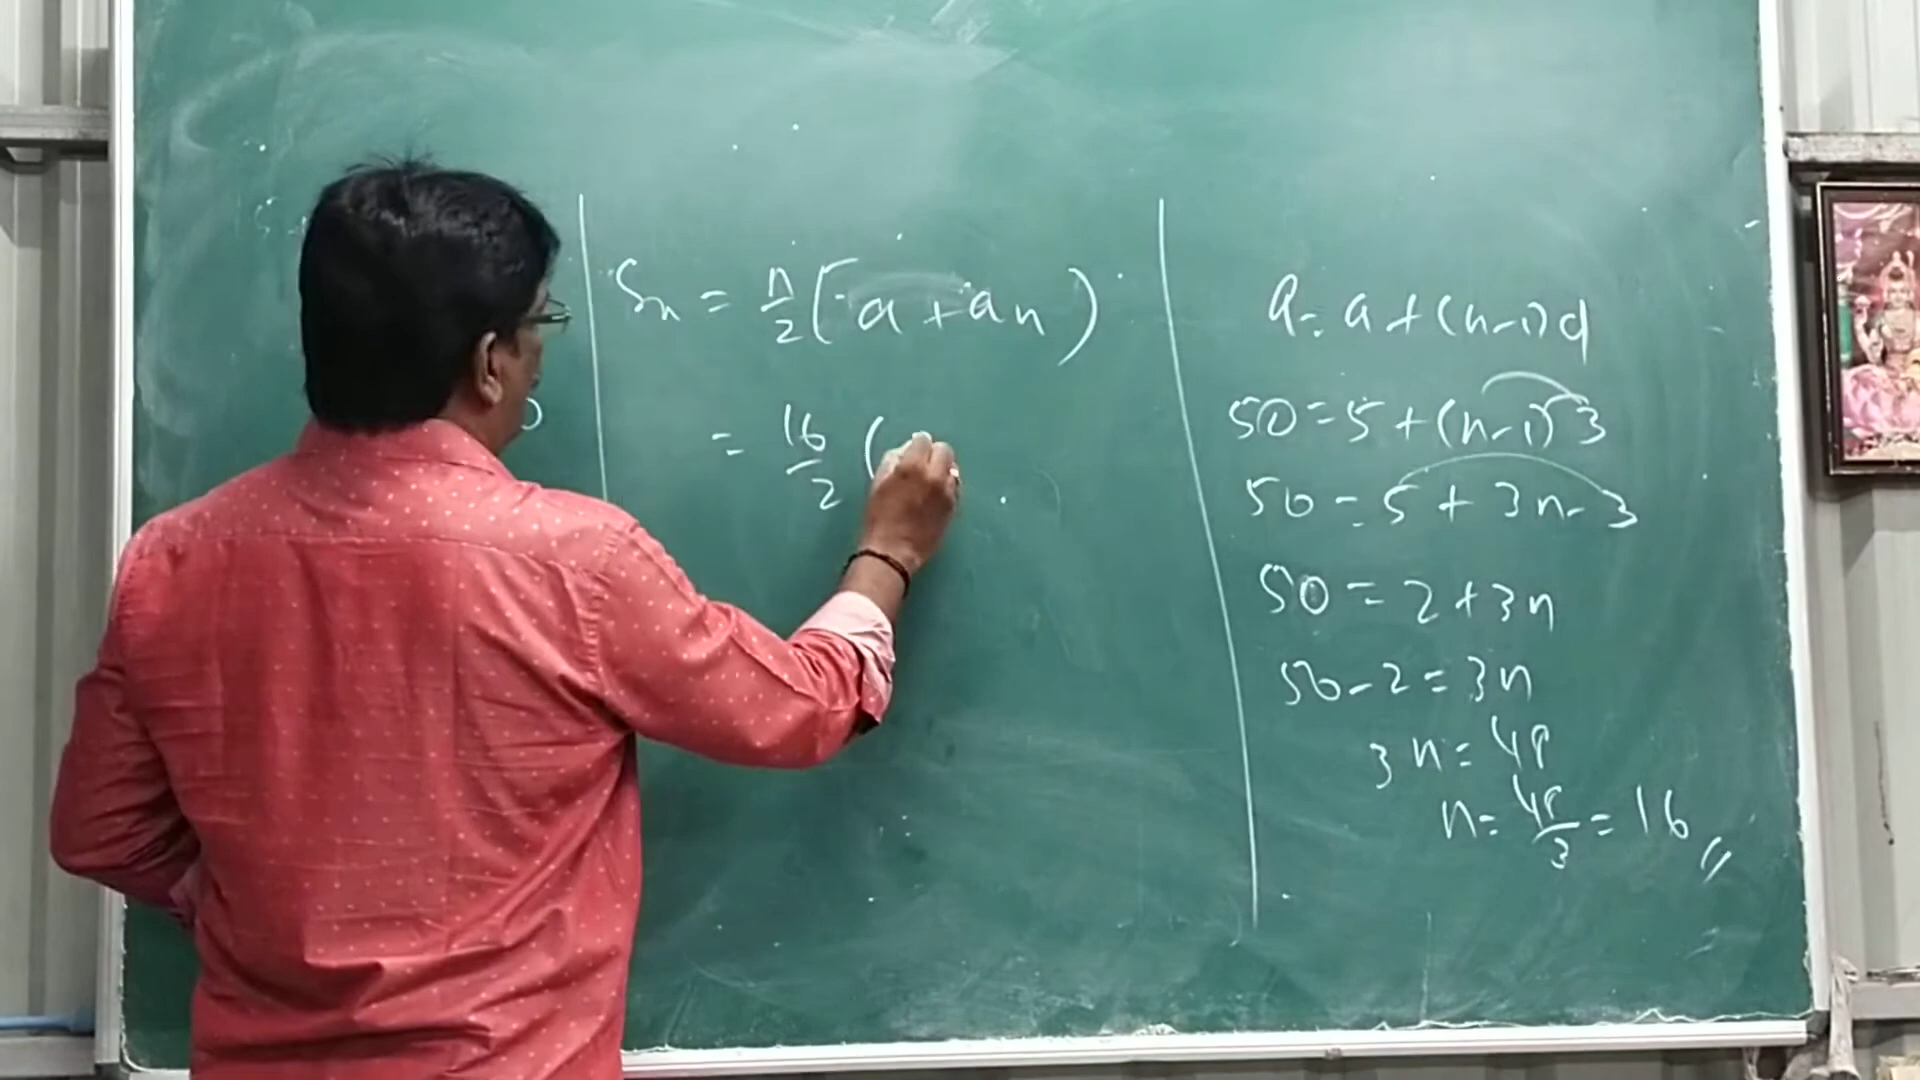 Sn = n/2 (a + an)
= 16/2 (
a = a + (n-1)d
50 = 5 + (n-1)3
50 = 5 + 3n - 3
50 = 2 + 3n
50 - 2 = 3n
3n = 48
n = 48/3 = 16 //